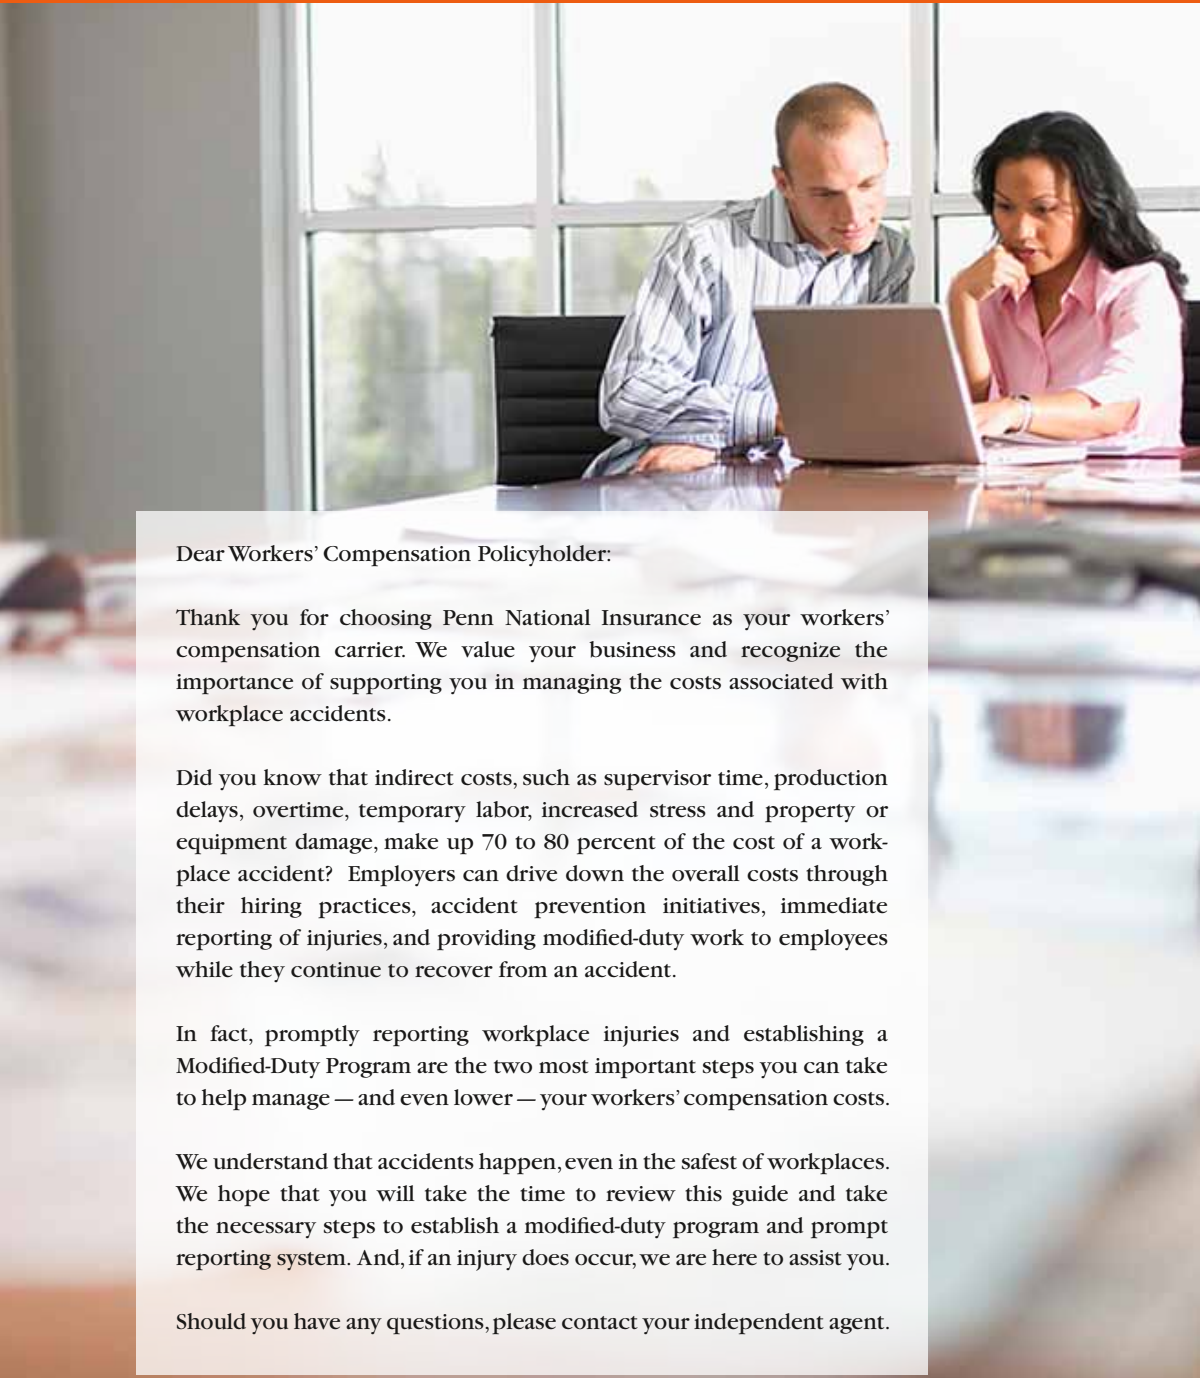 Dear Workers’ Compensation Policyholder:
Thank you for choosing Penn National Insurance as your workers’
compensation carrier. We value your business and recognize the
importance of supporting you in managing the costs associated with
workplace accidents.
Did you know that indirect costs, such as supervisor time, production
delays, overtime, temporary labor, increased stress and property or
equipment damage, make up 70 to 80 percent of the cost of a work-
place accident?  Employers can drive down the overall costs through
their hiring practices, accident prevention initiatives, immediate
reporting of injuries, and providing modified-duty work to employees
while they continue to recover from an accident.
In fact, promptly reporting workplace injuries and establishing a
Modified-Duty Program are the two most important steps you can take
to help manage — and even lower — your workers’ compensation costs.
We understand that accidents happen, even in the safest of workplaces.
We hope that you will take the time to review this guide and take
the necessary steps to establish a modified-duty program and prompt
reporting system. And, if an injury does occur, we are here to assist you.
Should you have any questions, please contact your independent agent.